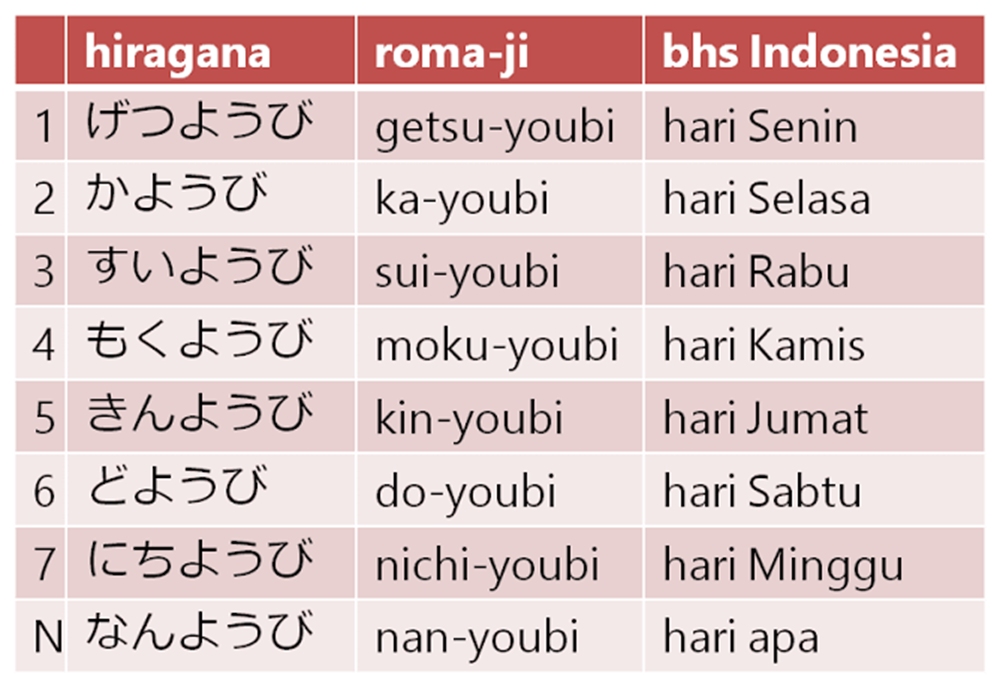 hiragana roma-ji bhs Indonesia
1 げつようび getsu-youbi hari Senin
2 かようび ka-youbi hari Selasa
3 すいようび sui-youbi hari Rabu
4 もくようび moku-youbi hari Kamis
5 きんようび kin-youbi hari Jumat
6 どようび do-youbi hari Sabtu
7 にちようび nichi-youbi hari Minggu
N なんようび nan-youbi hari apa